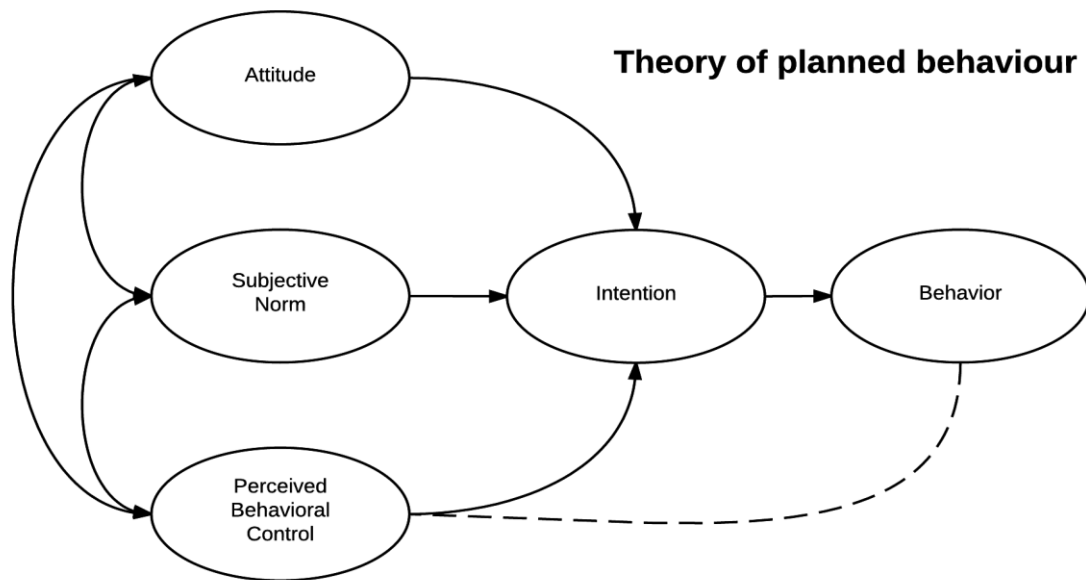 Theory of planned behaviour
Attitude
Subjective
Norm
Intention
Behavior
Perceived
Behavioral
Control